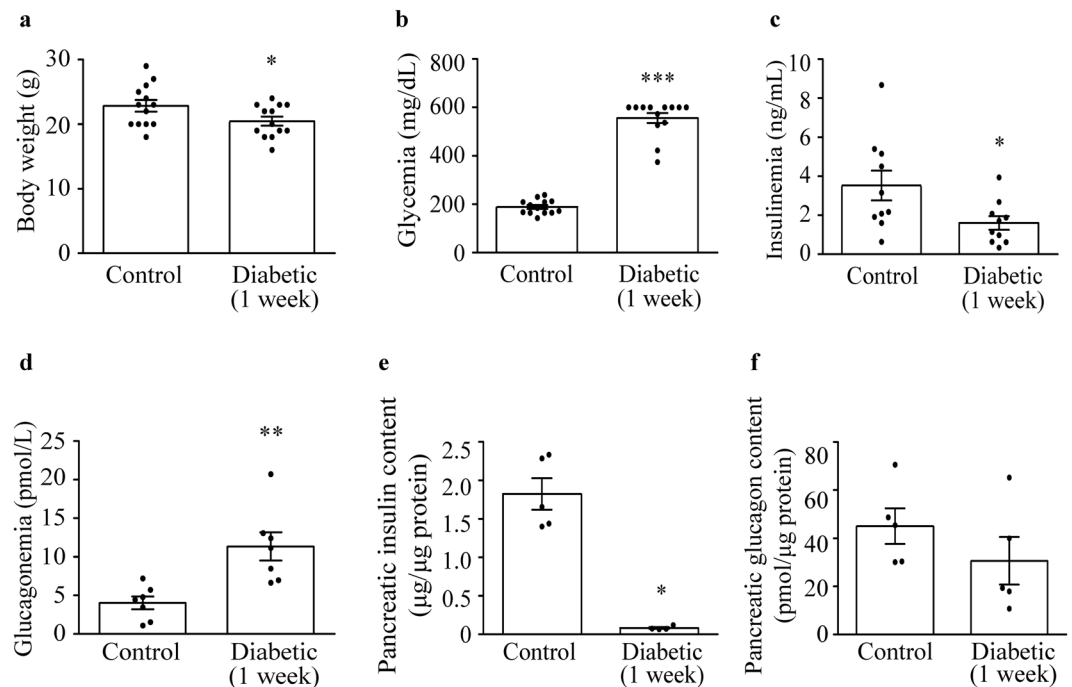 a
Body weight (g)
30
20
10
0
*
Control
Diabetic
(1 week)
b
Glycemia (mg/dL)
800
600
400
200
0
***
Control
Diabetic
(1 week)
c
Insulinemia (ng/mL)
10
8
6
4
2
0
*
Control
Diabetic
(1 week)
d
Glucagonemia (pmol/L)
25
20
15
10
5
0
**
Control
Diabetic
(1 week)
e
Pancreatic insulin content
(µg/µg protein)
2.5
2.0
1.5
1.0
0.5
0
*
Control
Diabetic
(1 week)
f
Pancreatic glucagon content
(pmol/µg protein)
80
60
40
20
0
Control
Diabetic
(1 week)